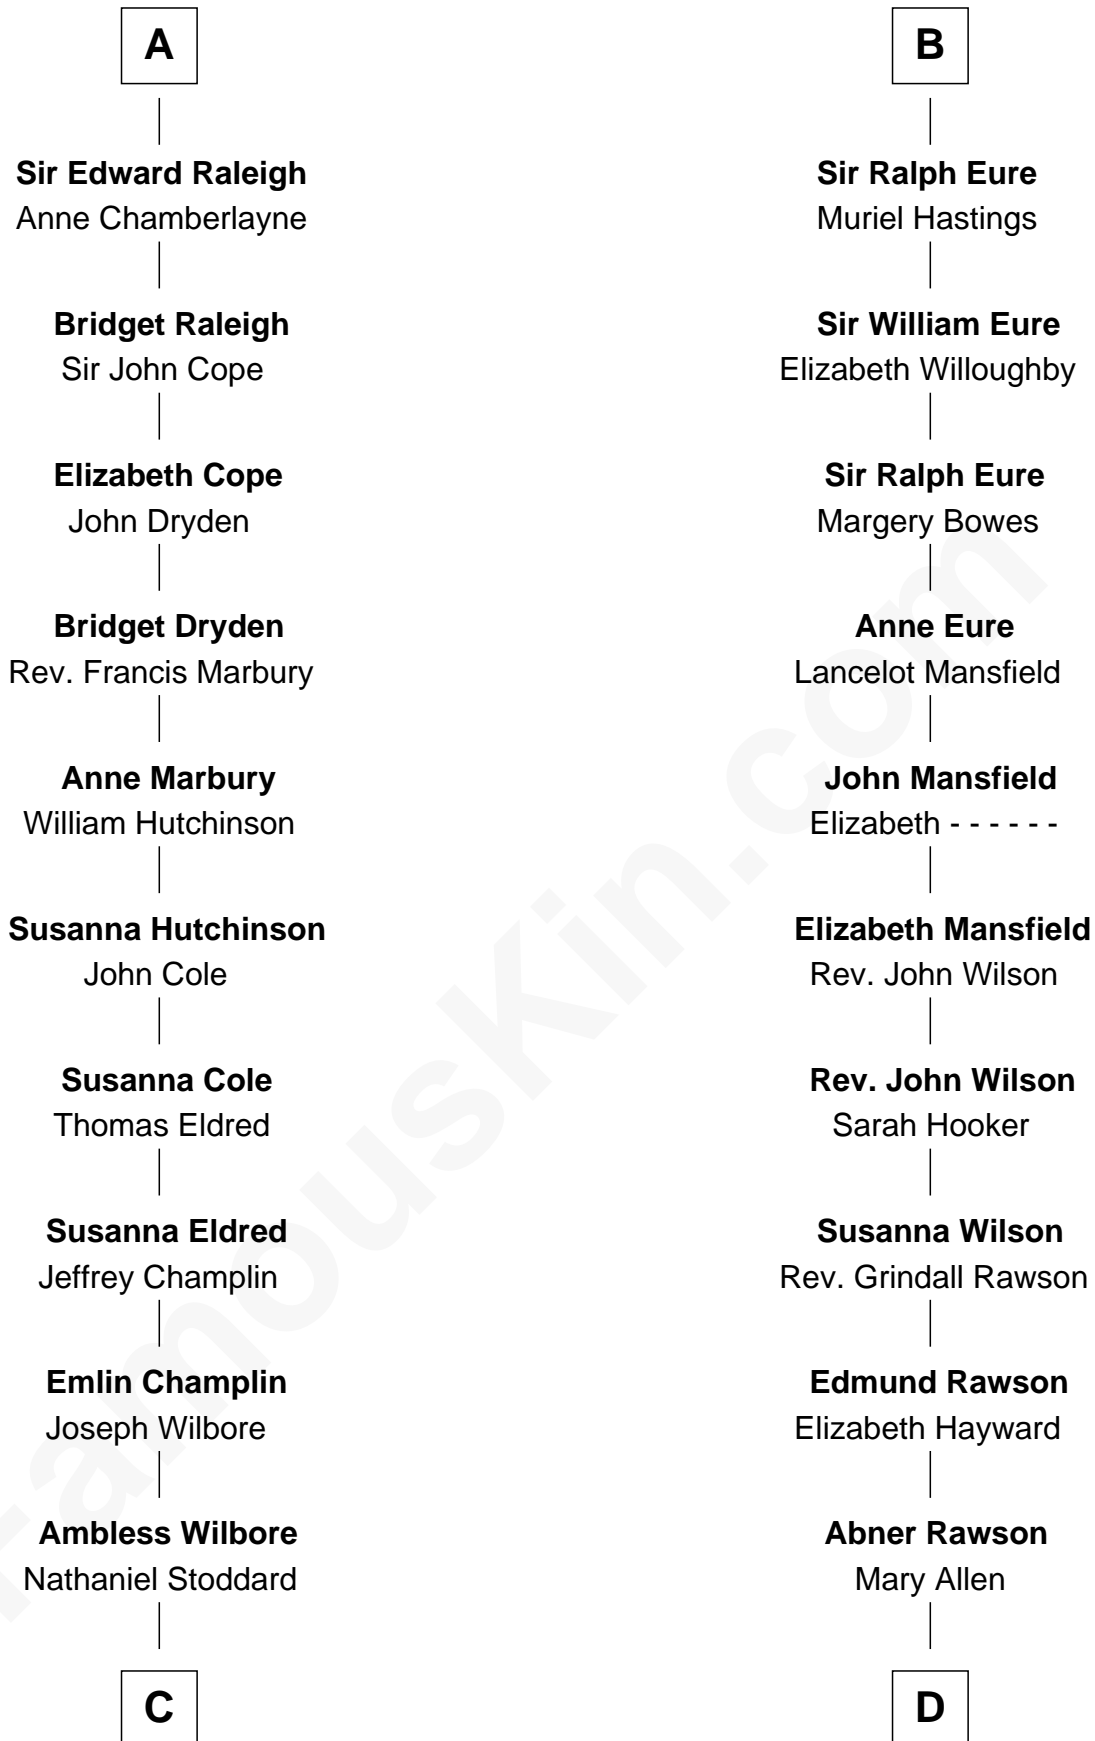 A
Sir Edward Raleigh
Anne Chamberlayne
Bridget Raleigh
Sir John Cope
Elizabeth Cope
John Dryden
Bridget Dryden
Rev. Francis Marbury
Anne Marbury
William Hutchinson
Susanna Hutchinson
John Cole
Susanna Cole
Thomas Eldred
Susanna Eldred
Jeffrey Champlin
Emlin Champlin
Joseph Wilbore
Ambless Wilbore
Nathaniel Stoddard
C
B
Sir Ralph Eure
Muriel Hastings
Sir William Eure
Elizabeth Willoughby
Sir Ralph Eure
Margery Bowes
Anne Eure
Lancelot Mansfield
John Mansfield
Elizabeth - - - - - -
Elizabeth Mansfield
Rev. John Wilson
Rev. John Wilson
Sarah Hooker
Susanna Wilson
Rev. Grindall Rawson
Edmund Rawson
Elizabeth Hayward
Abner Rawson
Mary Allen
D
FamousKin.com